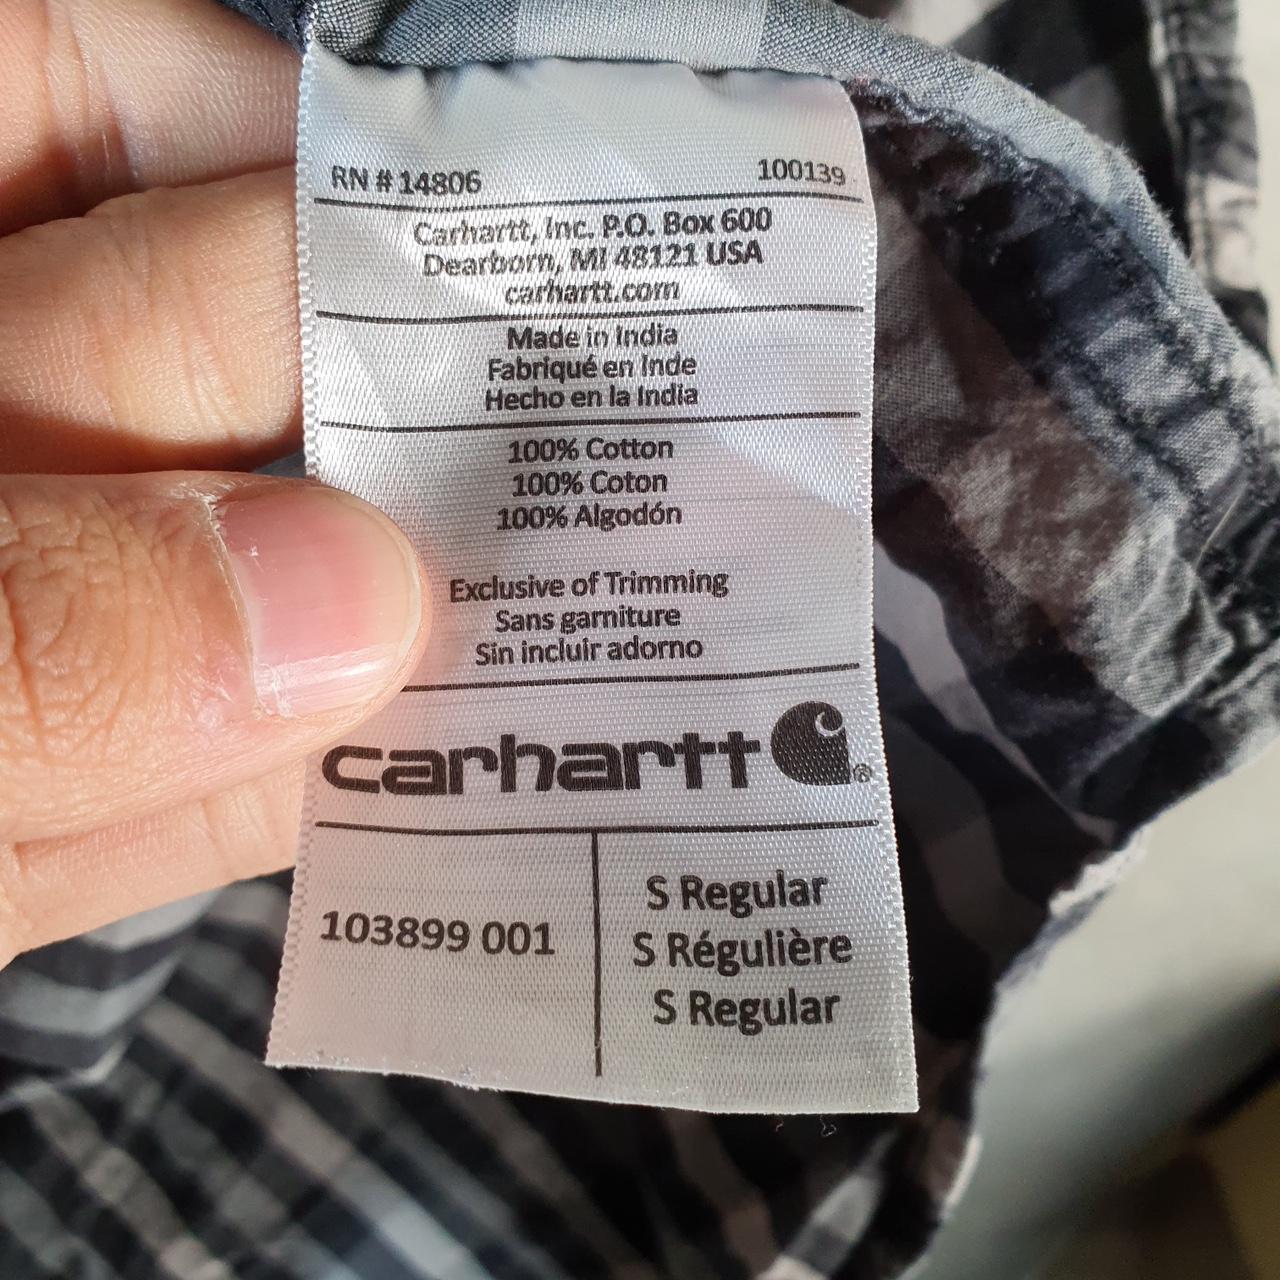 RN # 14806 100139
Carhartt, Inc. P.O. Box 600
Dearborn, MI 48121 USA
carhartt.com
Made in India
Fabriqué en Inde
Hecho en la India
100% Cotton
100% Coton
100% Algodón
Exclusive of Trimming
Sans garniture
Sin incluir adorno
carhartt ®
103899 001
S Regular
S Régulière
S Regular